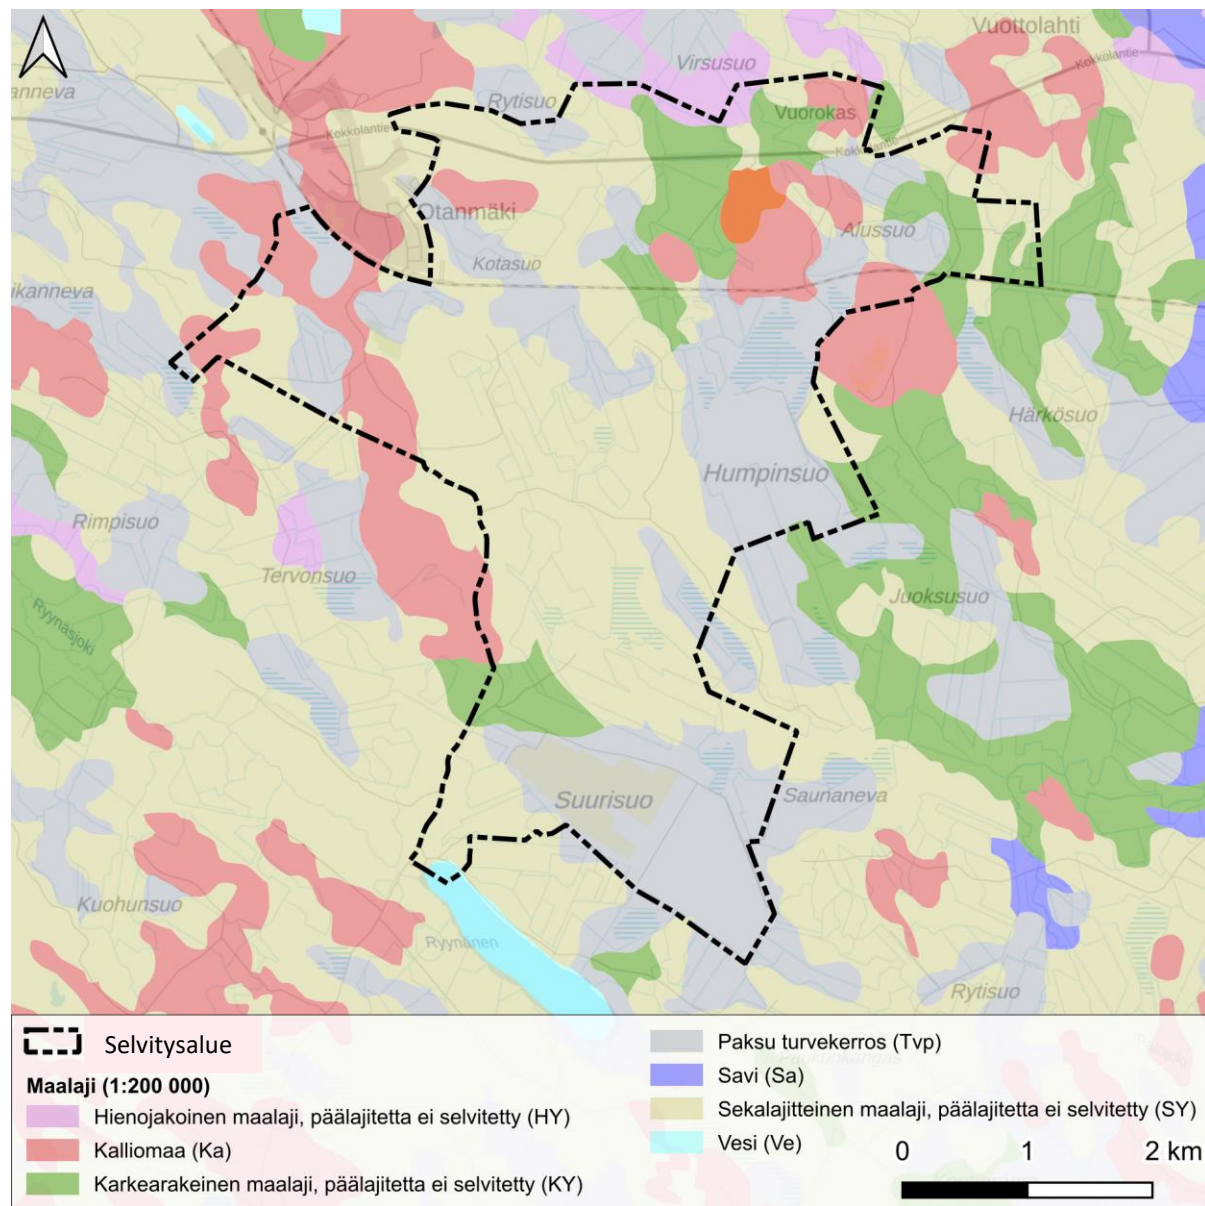 Vuottolahti
Kokkolantie
Virsusuo
anneva
Rytisuo
Vuorokas
Kokkolantie
Kokkolantie
Otanmäki
Alussuo
Kotasuo
ikanneva
Härkösuo
Humpinsuo
Rimpisuo
Tervonsuo
Juoksusuo
Ryynäsjoki
Suurisuo
Saunaneva
Kuohunsuo
Ryynänen
Rytisuo
Selvitysalue
Maalaji (1:200 000)
Hienojakoinen maalaji, päälajitetta ei selvitetty (HY)
Kalliomaa (Ka)
Karkearakeinen maalaji, päälajitetta ei selvitetty (KY)
Paksu turvekerros (Tvp)
Savi (Sa)
Sekalajitteinen maalaji, päälajitetta ei selvitetty (SY)
Vesi (Ve)
0 1 2 km